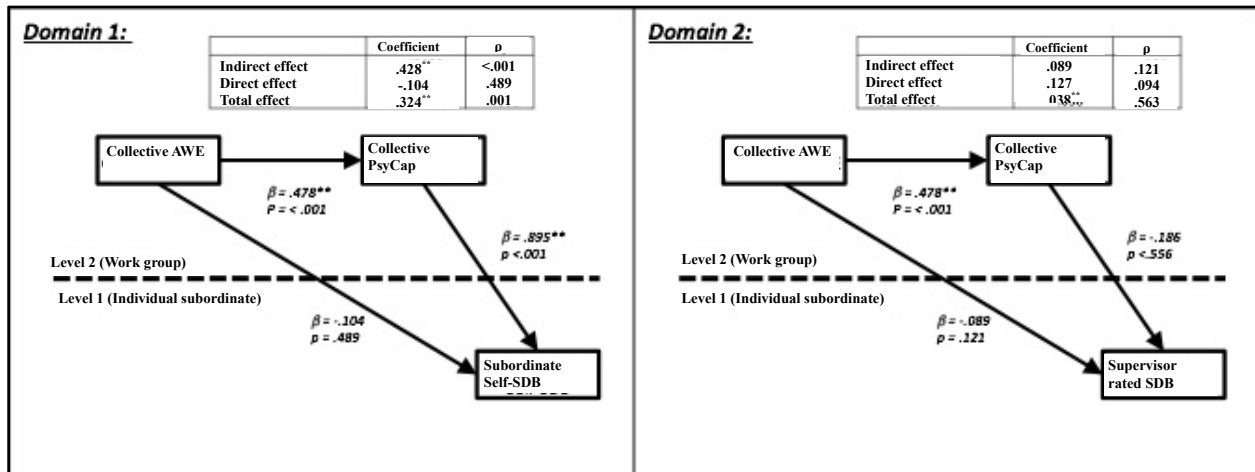 Domain 1:
Coefficient ρ
Indirect effect .428** <.001
Direct effect -.104 .489
Total effect .324** .001
Collective AWE
Collective
PsyCap
β = .478**
P = < .001
β = .895**
p <.001
Level 2 (Work group)
Level 1 (Individual subordinate)
β = -.104
p = .489
Subordinate
Self-SDB
Domain 2:
Coefficient ρ
Indirect effect .089 .121
Direct effect .127 .094
Total effect .038** .563
Collective AWE
Collective
PsyCap
β = .478**
P = < .001
β = -.186
p <.556
Level 2 (Work group)
Level 1 (Individual subordinate)
β = -.089
p = .121
Supervisor
rated SDB